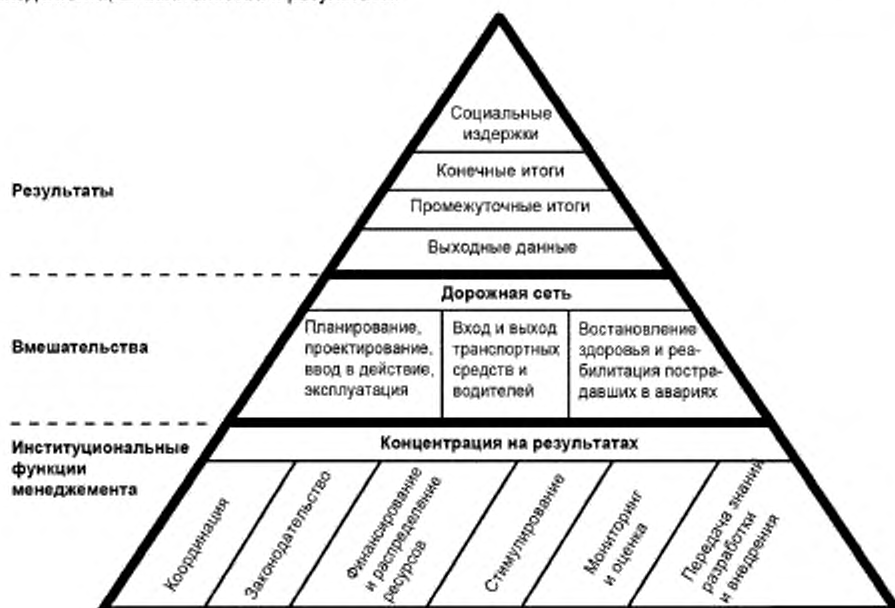 Социальные
издержки
Конечные итоги
Результаты
Промежуточные итоги
Выходные данные
Дорожная сеть
Вмешательства
Планирование,
проектирование,
ввод в действие,
эксплуатация
Вход и выход
транспортных
средств и
водителей
Востановление
здоровья и реа-
билитация постра-
давших в авариях
Институциональные
функции
менеджемента
Концентрация на результатах
Координация
Законодательство
Финансирование
и распределение
ресурсов
Стимулирование
Мониторинг
и оценка
Передача знаний
разработки
и внедрения